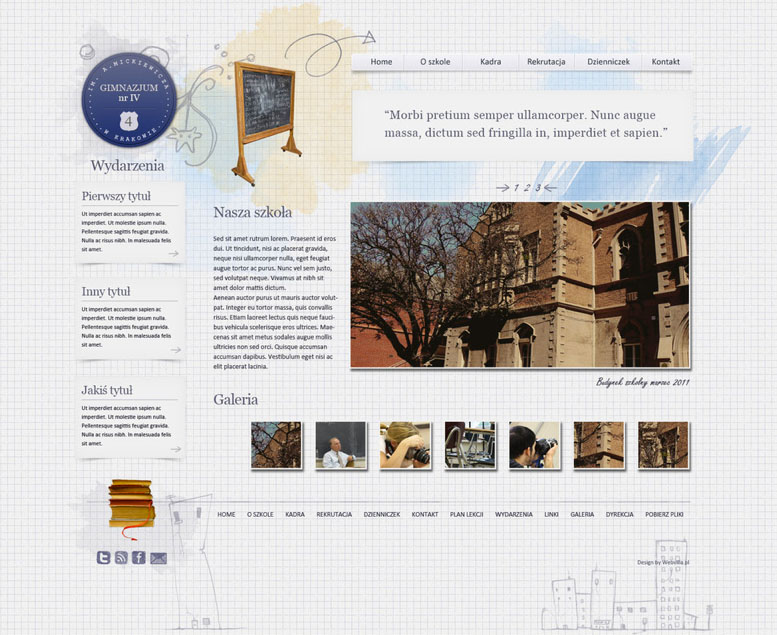 IM. A. MICKIEWICZA
GIMNAZJUM
nr IV
4
W KRAKOWIE
Home
O szkole
Kadra
Rekrutacja
Dzienniczek
Kontakt
“Morbi pretium semper ullamcorper. Nunc augue
massa, dictum sed fringilla in, imperdiet et sapien.”
1 2 3
Wydarzenia
Pierwszy tytuł
Ut imperdiet accumsan sapien ac
imperdiet. Ut molestie ipsum nulla.
Pellentesque sagittis feugiat gravida.
Nulla ac risus nibh. In malesuada felis
sit amet.
Inny tytuł
Ut imperdiet accumsan sapien ac
imperdiet. Ut molestie ipsum nulla.
Pellentesque sagittis feugiat gravida.
Nulla ac risus nibh. In malesuada felis
sit amet.
Jakiś tytuł
Ut imperdiet accumsan sapien ac
imperdiet. Ut molestie ipsum nulla.
Pellentesque sagittis feugiat gravida.
Nulla ac risus nibh. In malesuada felis
sit amet.
Nasza szkoła
Sed sit amet rutrum lorem. Praesent id eros
dui. Ut tincidunt, nisi ac placerat gravida,
neque nisi ullamcorper nulla, eget feugiat
augue tortor ac purus. Nunc vel sem justo,
sed volutpat neque. Vivamus at nibh sit
amet dolor mattis dictum.
Aenean auctor purus ut mauris auctor volut-
pat. Integer eu tortor massa, quis convallis
risus. Etiam laoreet lectus quis neque fauci-
bus vehicula scelerisque eros ultrices. Mae-
cenas sit amet metus sodales augue mollis
ultricies non sed orci. Quisque accumsan
accumsan dapibus. Vestibulum eget nisi ac
elit placerat lacinia.
Budynek szkolny marzec 2011
Galeria
HOME
O SZKOLE
KADRA
REKRUTACJA
DZIENNICZEK
KONTAKT
PLAN LEKCJI
WYDARZENIA
LINKI
GALERIA
DYREKCJA
POBIERZ PLIKI
Design by Webvilla.pl